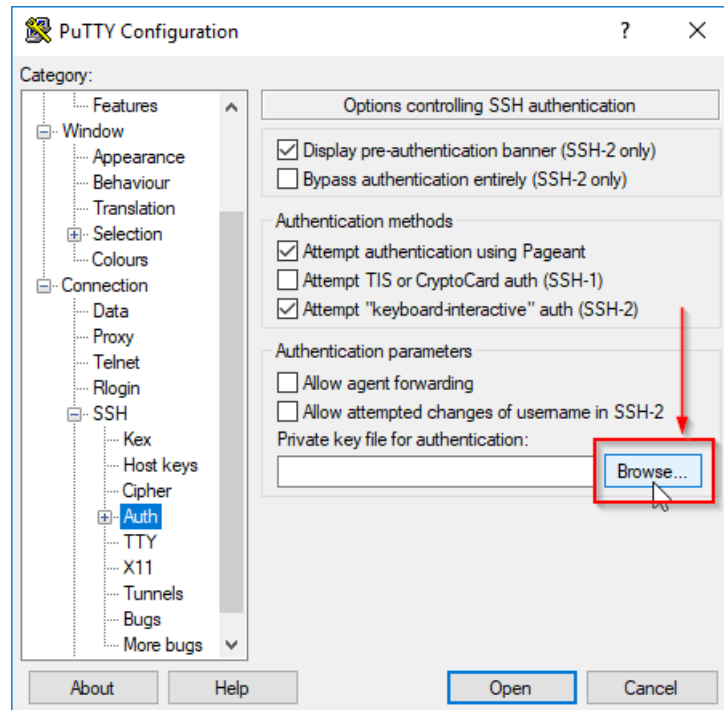 PuTTY Configuration
?
Category:
Features
Window
Appearance
Behaviour
Translation
Selection
Colours
Connection
Data
Proxy
Telnet
Rlogin
SSH
Kex
Host keys
Cipher
Auth
TTY
X11
Tunnels
Bugs
More bugs
Options controlling SSH authentication
Display pre-authentication banner (SSH-2 only)
Bypass authentication entirely (SSH-2 only)
Authentication methods
Attempt authentication using Pageant
Attempt TIS or CryptoCard auth (SSH-1)
Attempt "keyboard-interactive" auth (SSH-2)
Authentication parameters
Allow agent forwarding
Allow attempted changes of username in SSH-2
Private key file for authentication:
Browse...
About
Help
Open
Cancel